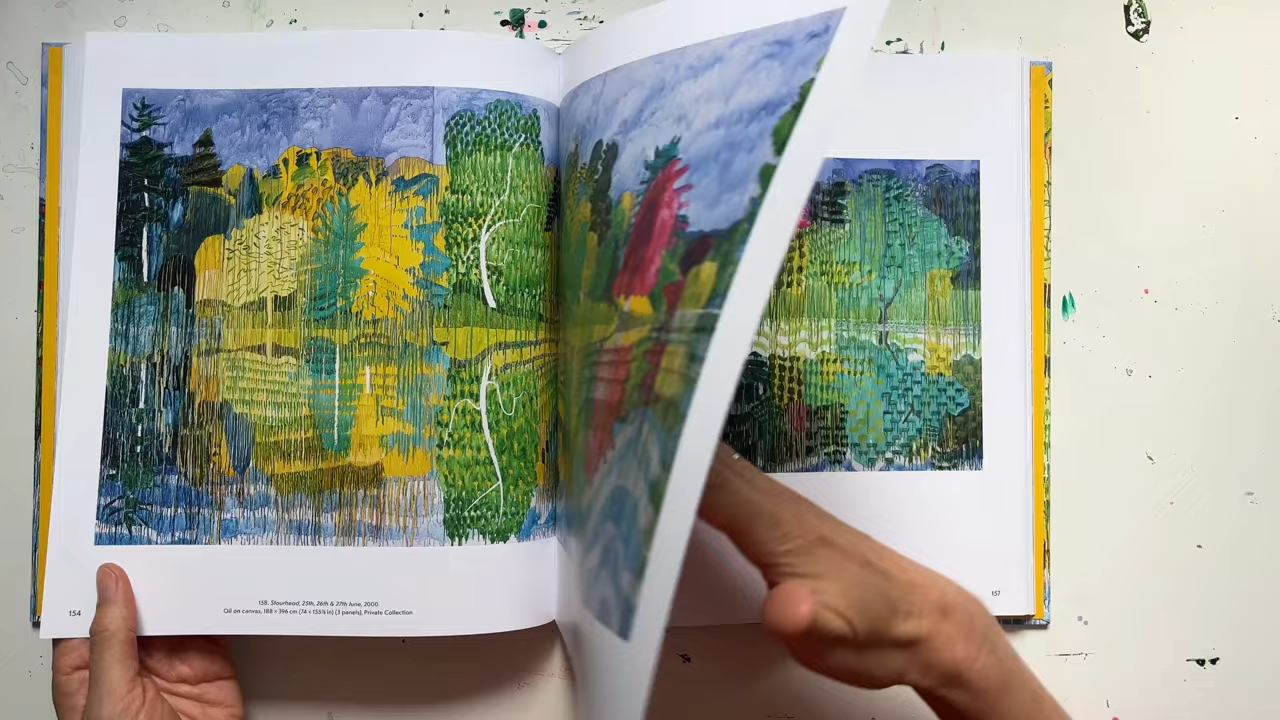 154
158. Stourhead, 25th, 26th & 27th June, 2000
Oil on canvas, 188 × 396 cm (74 × 155⅞ in) (3 panels), Private Collection
157